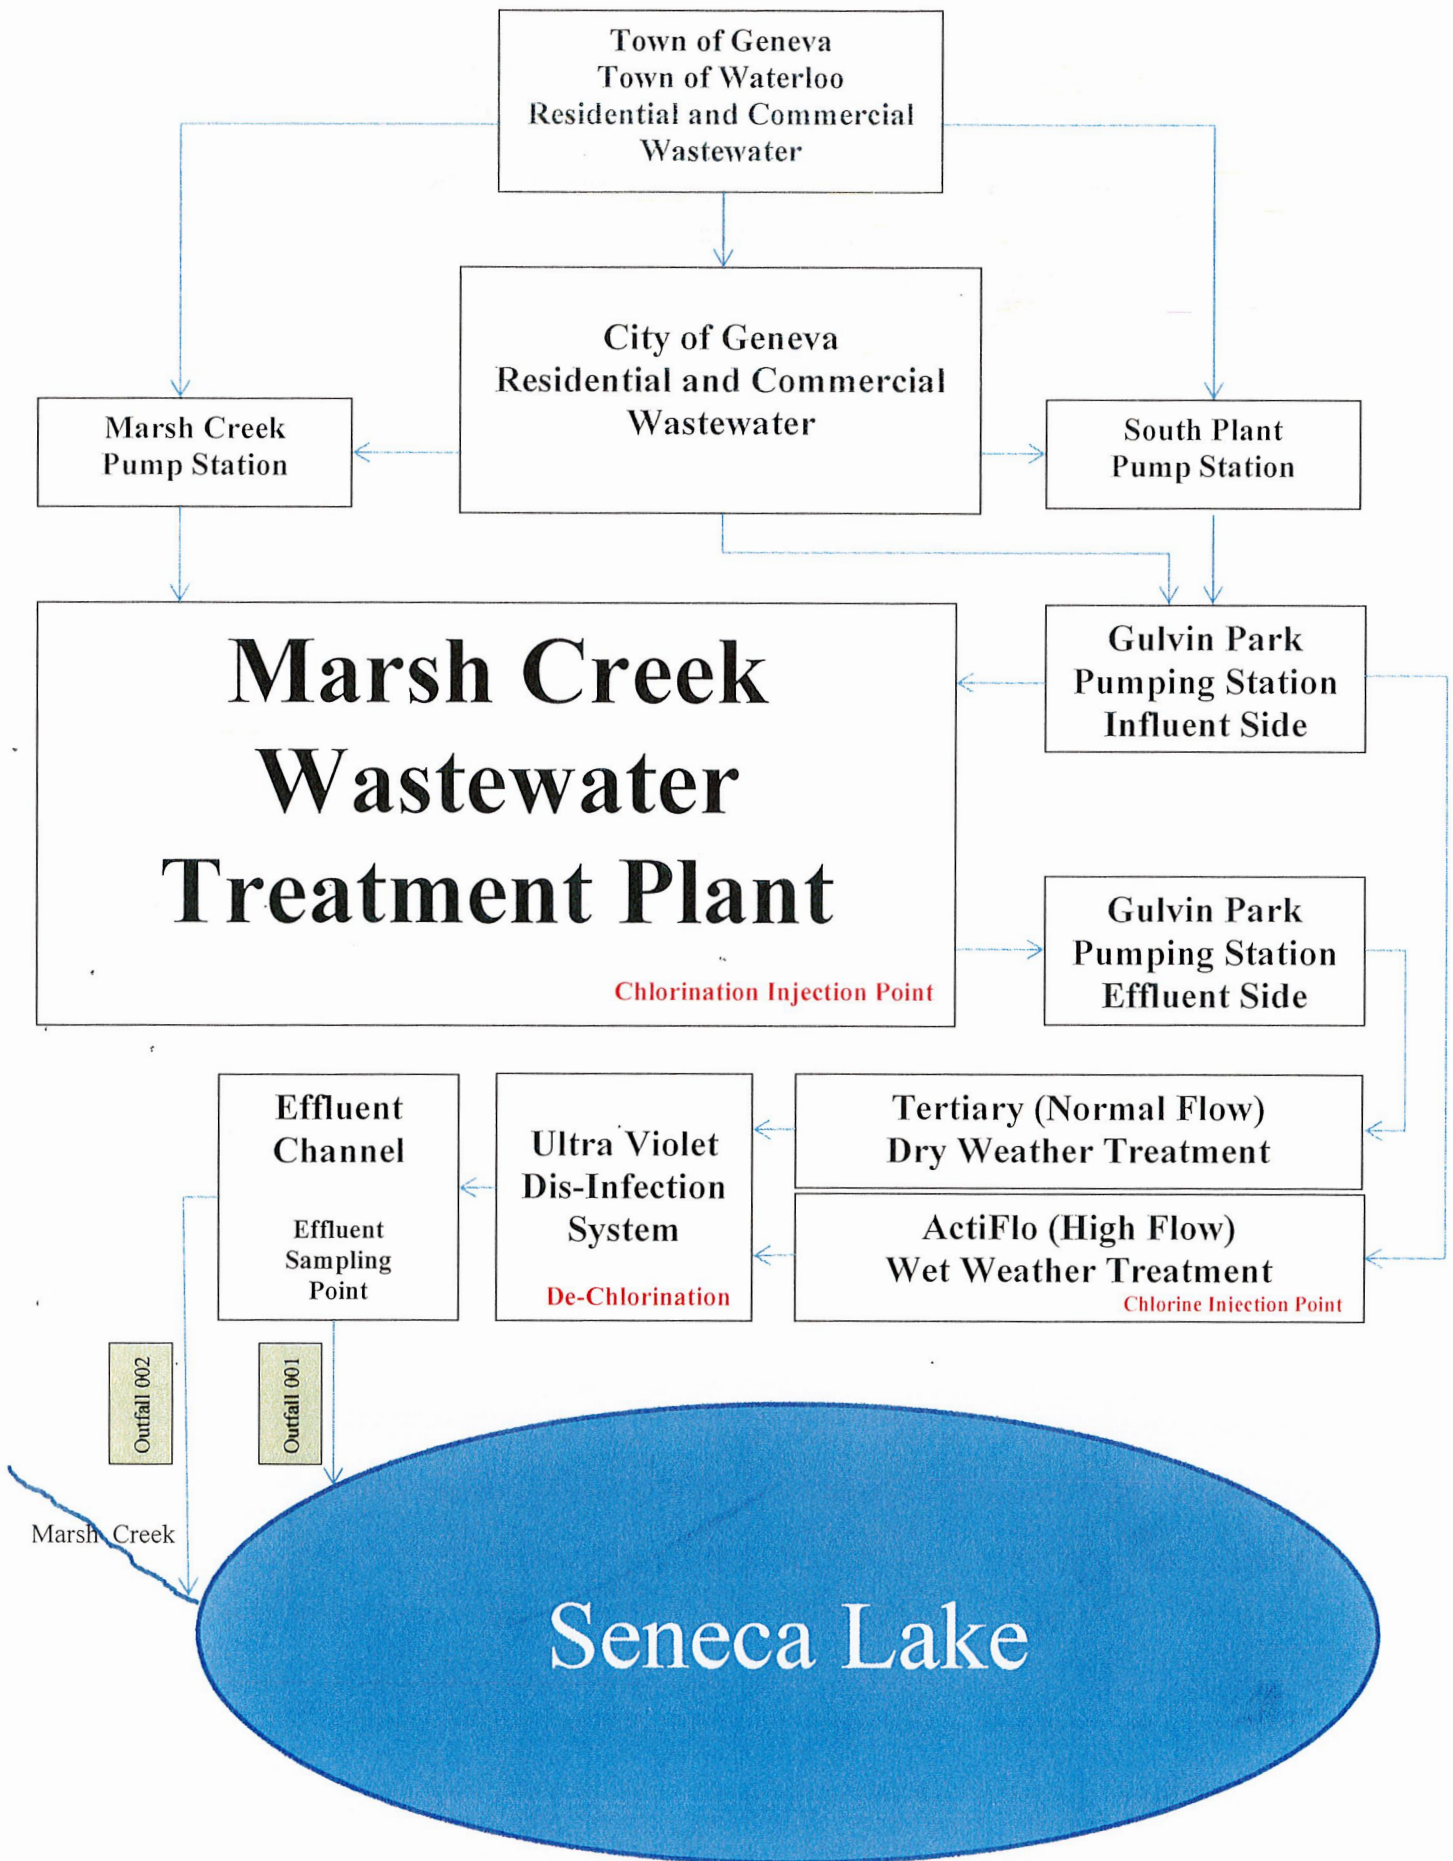 Town of Geneva
Town of Waterloo
Residential and Commercial
Wastewater
City of Geneva
Residential and Commercial
Wastewater
Marsh Creek
Pump Station
South Plant
Pump Station
Marsh Creek
Wastewater
Treatment Plant
Chlorination Injection Point
Gulvin Park
Pumping Station
Influent Side
Gulvin Park
Pumping Station
Effluent Side
Effluent
Channel
Effluent
Sampling
Point
Ultra Violet
Dis-Infection
System
De-Chlorination
Tertiary (Normal Flow)
Dry Weather Treatment
ActiFlo (High Flow)
Wet Weather Treatment
Chlorine Injection Point
Outfall 002
Outfall 001
Marsh Creek
Seneca Lake